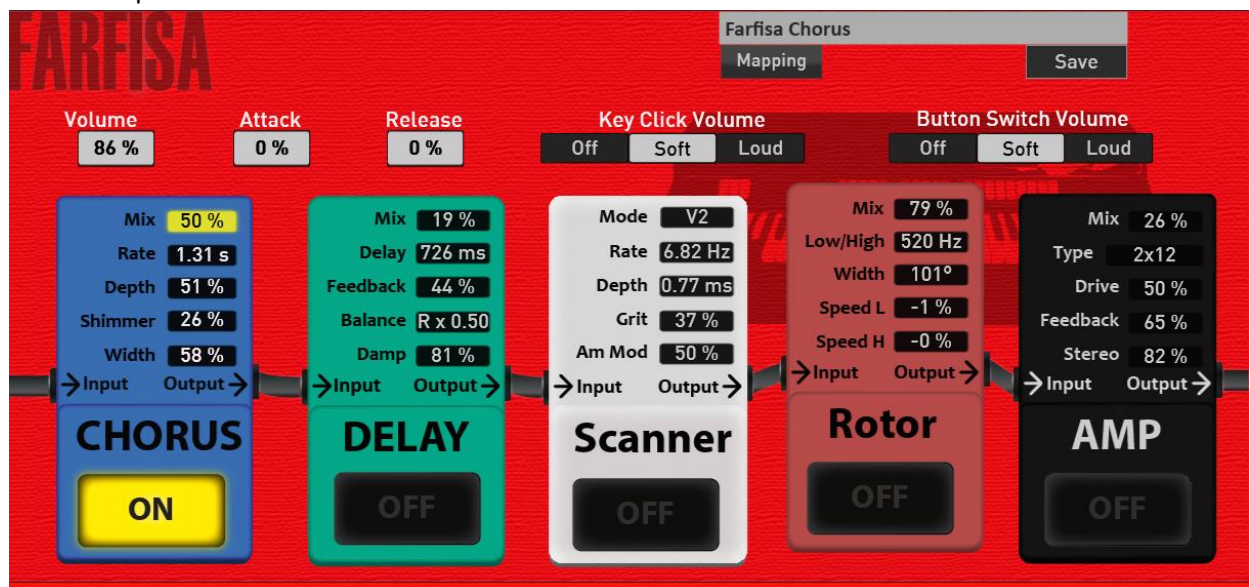 FARFISA
Farfisa Chorus
Mapping Save
Volume Attack Release Key Click Volume Button Switch Volume
86 % 0 % 0 % Off Soft Loud Off Soft Loud
Mix 50 %
Rate 1.31 s
Depth 51 %
Shimmer 26 %
Width 58 %
Input Output
CHORUS
ON
Mix 19 %
Delay 726 ms
Feedback 44 %
Balance R x 0.50
Damp 81 %
Input Output
DELAY
OFF
Mode V2
Rate 6.82 Hz
Depth 0.77 ms
Grit 37 %
Am Mod 50 %
Input Output
Scanner
OFF
Mix 79 %
Low/High 520 Hz
Width 101°
Speed L -1 %
Speed H -0 %
Input Output
Rotor
OFF
Mix 26 %
Type 2x12
Drive 50 %
Feedback 65 %
Stereo 82 %
Input Output
AMP
OFF